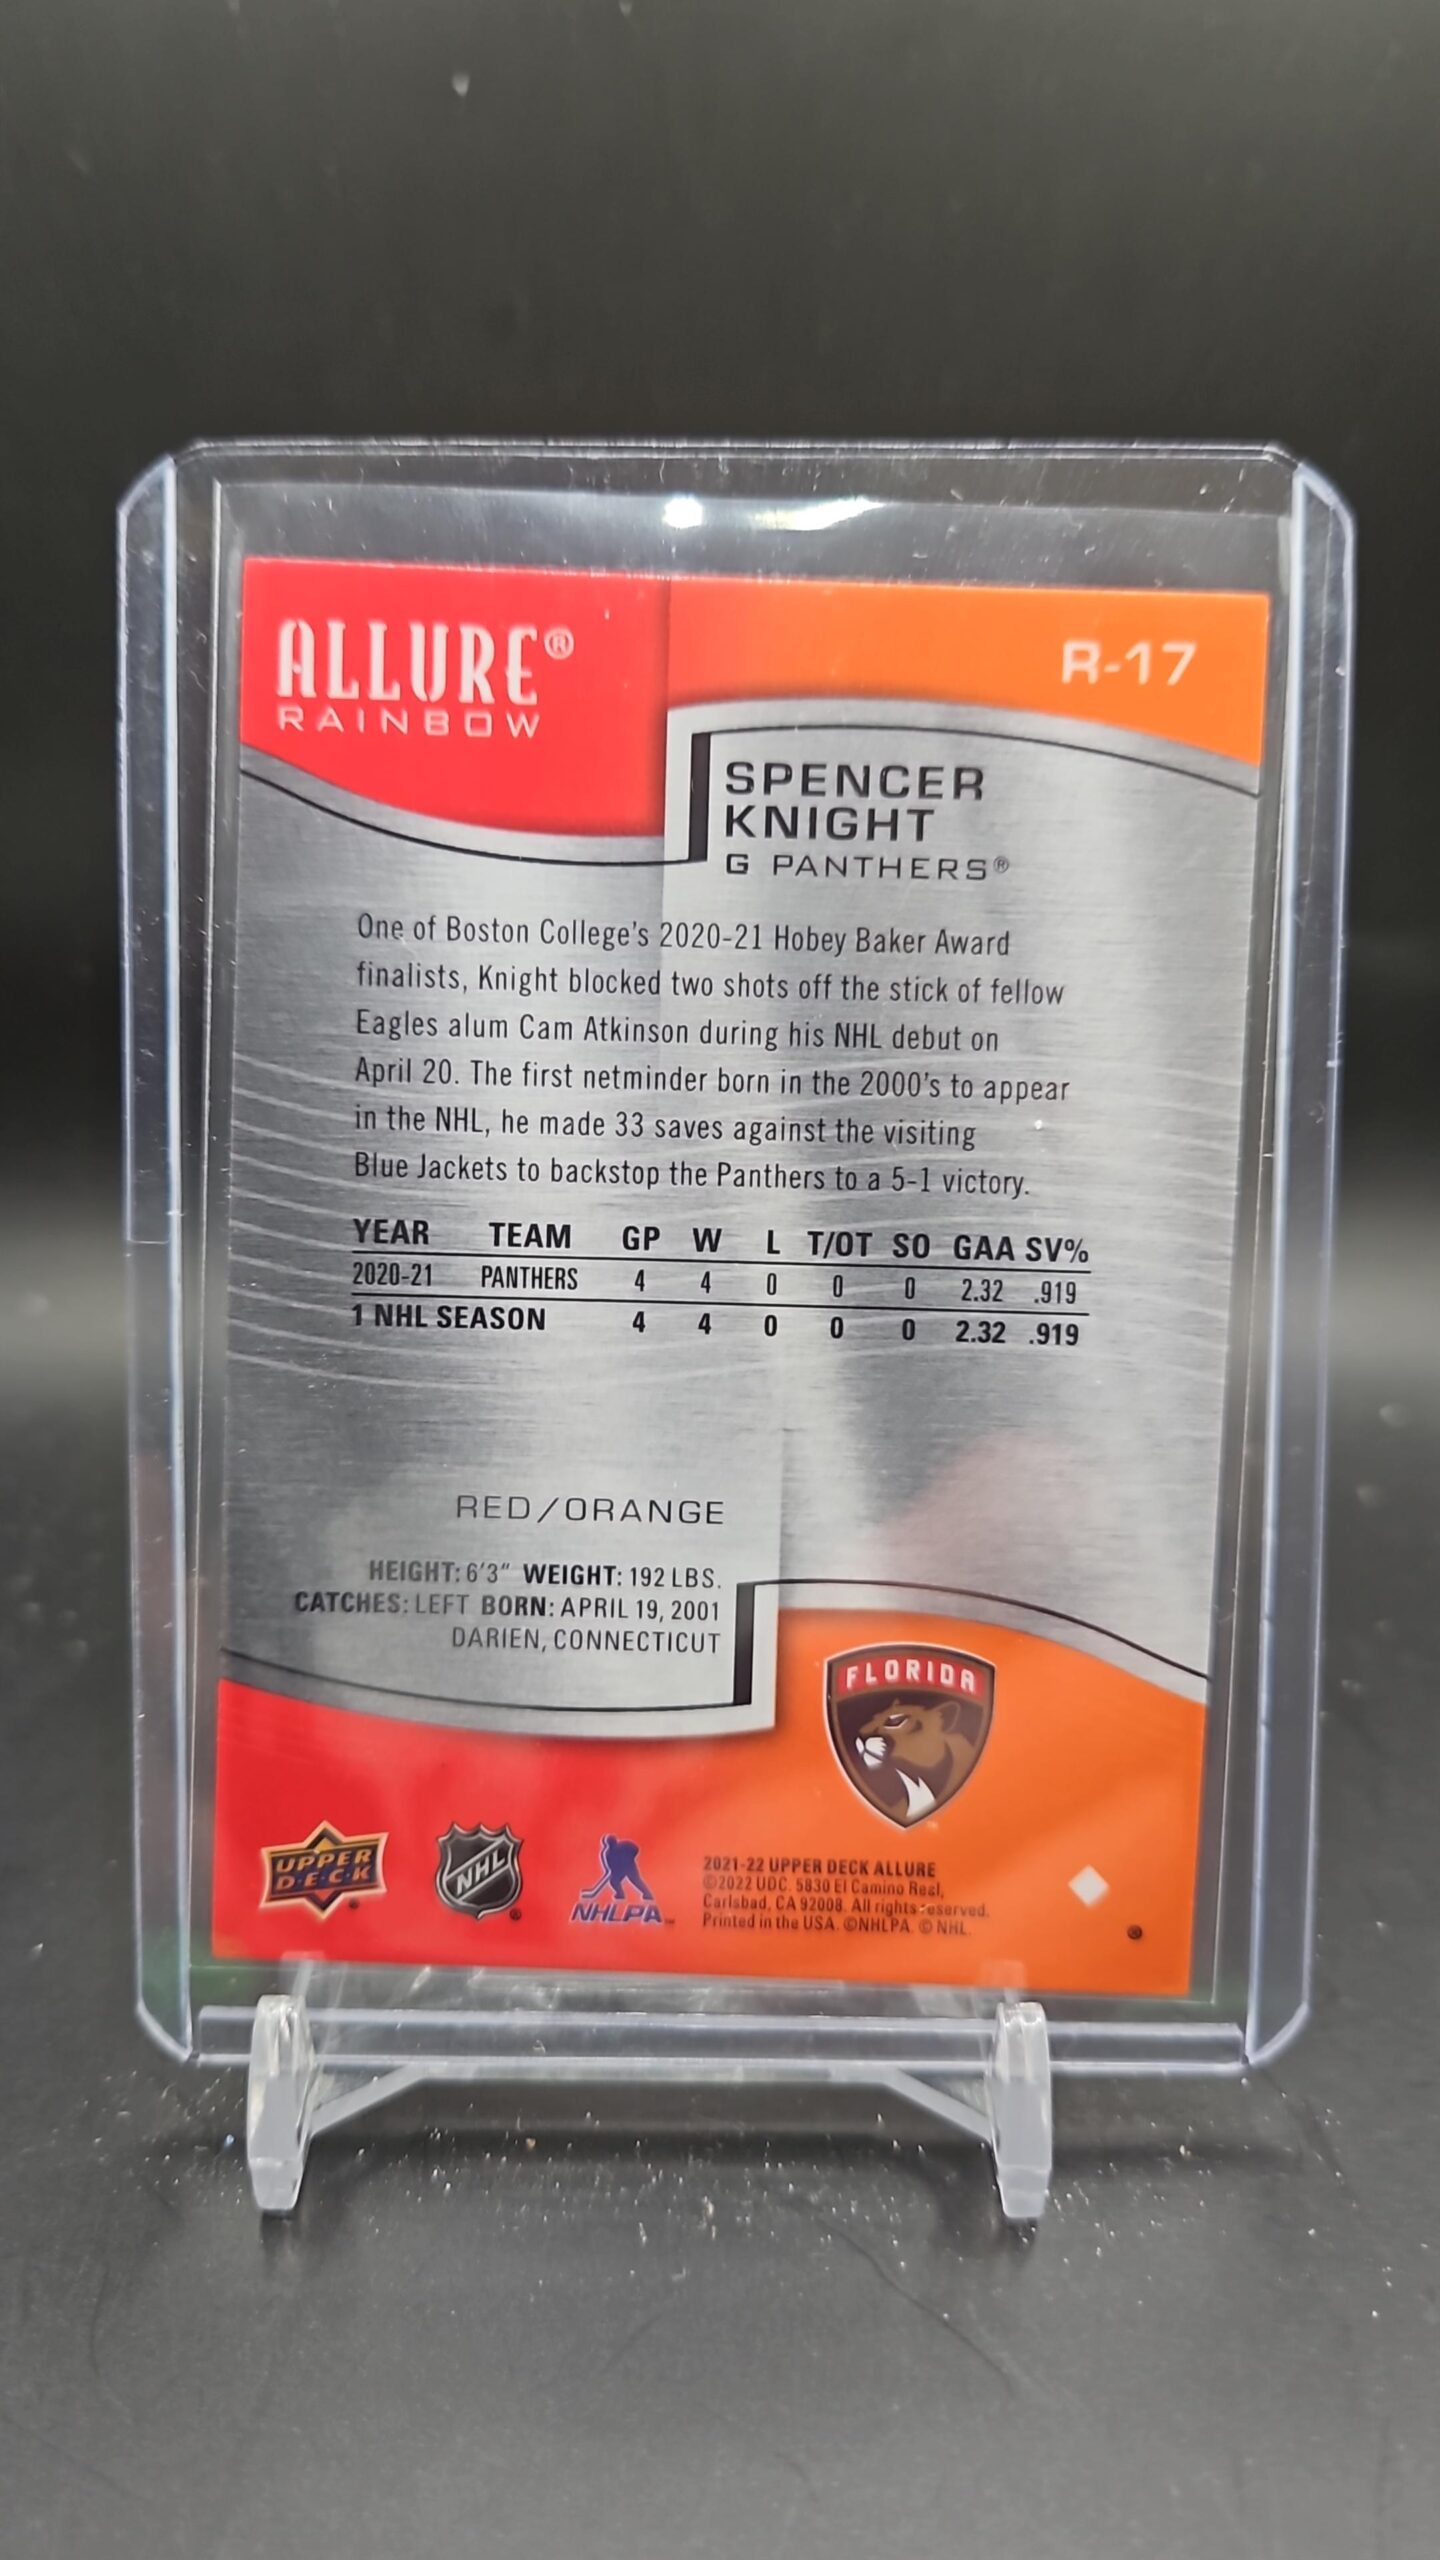 ALLURE®
RAINBOW
R-17
SPENCER
KNIGHT
G PANTHERS®
One of Boston College's 2020-21 Hobey Baker Award
finalists, Knight blocked two shots off the stick of fellow
Eagles alum Cam Atkinson during his NHL debut on
April 20. The first netminder born in the 2000's to appear
in the NHL, he made 33 saves against the visiting
Blue Jackets to backstop the Panthers to a 5-1 victory.
YEAR TEAM GP W L T/OT SO GAA SV%
2020-21 PANTHERS 4 4 0 0 0 2.32 .919
1 NHL SEASON 4 4 0 0 0 2.32 .919
RED/ORANGE
HEIGHT: 6'3" WEIGHT: 192 LBS.
CATCHES: LEFT BORN: APRIL 19, 2001
DARIEN, CONNECTICUT
FLORIDA
UPPER
D·E·C·K
NHL
NHLPA
2021-22 UPPER DECK ALLURE
©2022 UDC. 5830 El Camino Real,
Carlsbad, CA 92008. All rights reserved.
Printed in the USA. ©NHLPA. © NHL.